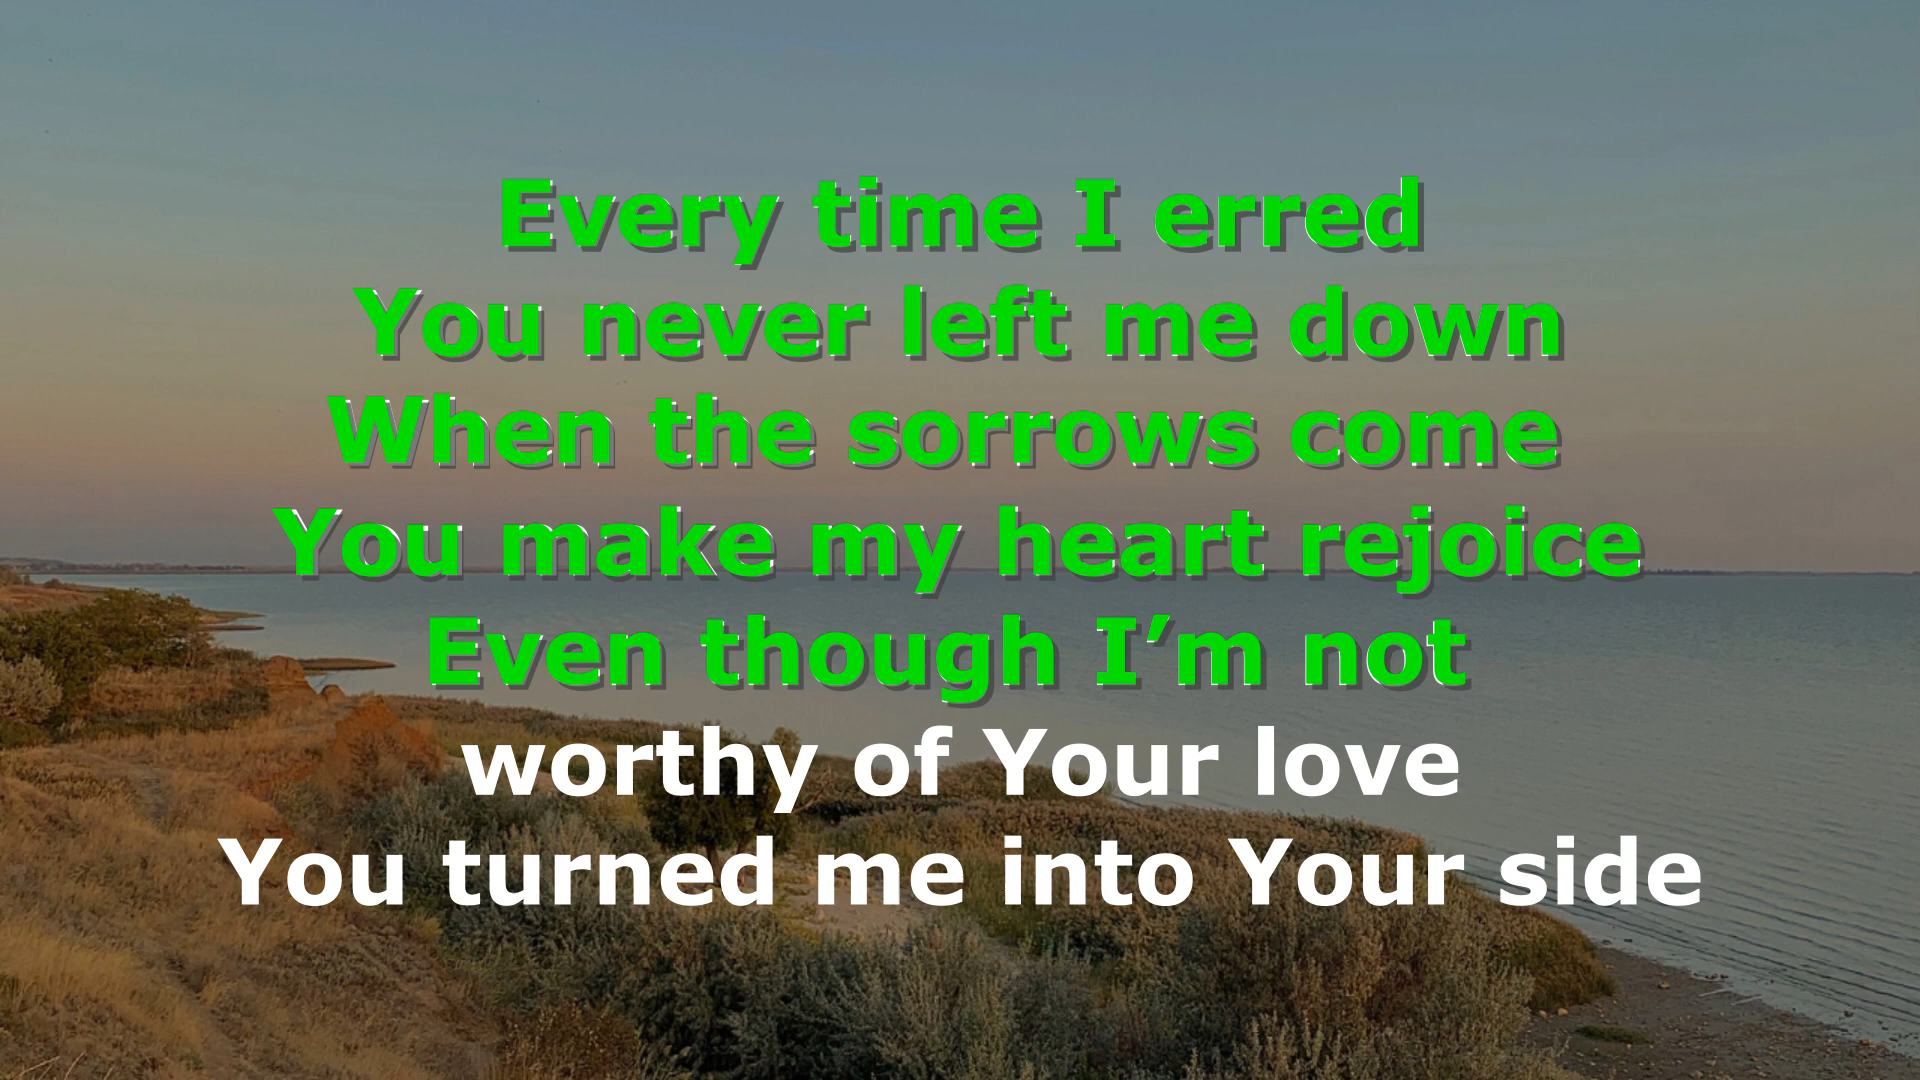 Every time I erred
You never left me down
When the sorrows come
You make my heart rejoice
Even though I’m not
worthy of Your love
You turned me into Your side